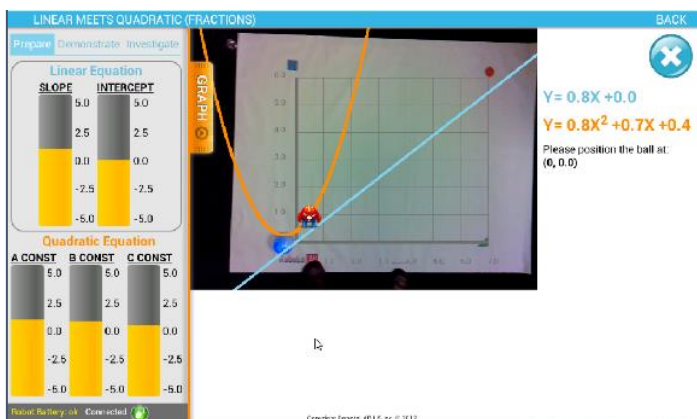 LINEAR MEETS QUADRATIC (FRACTIONS)
BACK
Prepare Demonstrate Investigate
Linear Equation
SLOPE INTERCEPT
5.0 5.0
2.5 2.5
0.0 0.0
-2.5 -2.5
-5.0 -5.0
Quadratic Equation
A CONST B CONST C CONST
5.0 5.0 5.0
2.5 2.5 2.5
0.0 0.0 0.0
-2.5 -2.5 -2.5
-5.0 -5.0 -5.0
Robot Battery: ok Connected
GRAPH
Y= 0.8X +0.0
Y= 0.8X² +0.7X +0.4
Please position the ball at:
(0, 0.0)